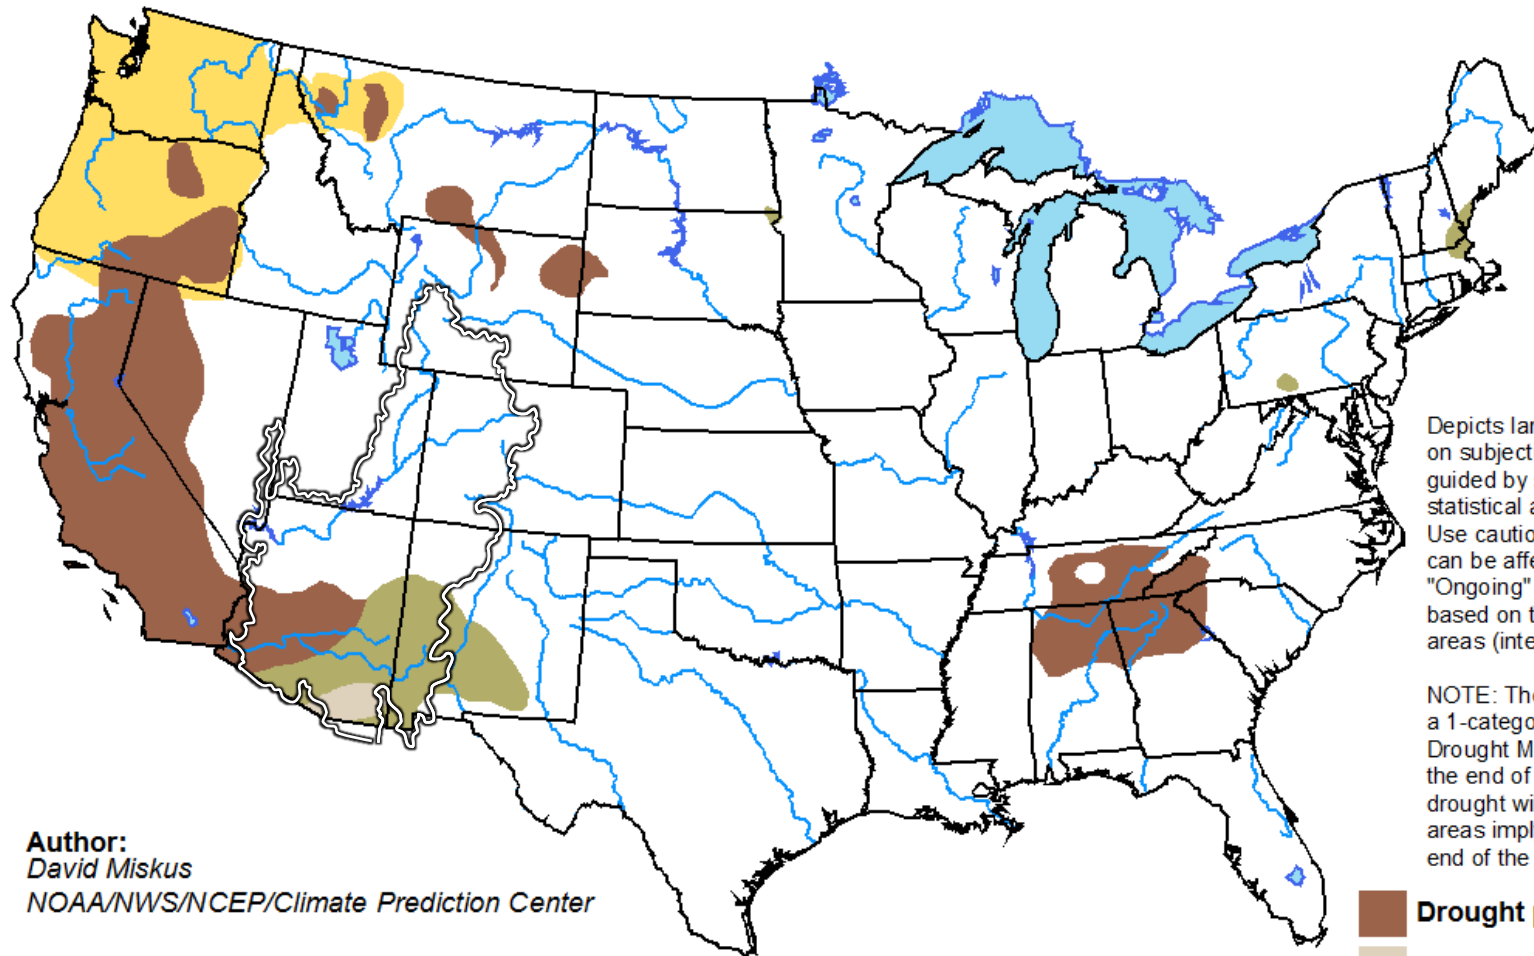 Depicts lar
on subject
guided by
statistical a
Use cautio
can be affe
"Ongoing"
based on t
areas (inte
NOTE: The
a 1-catego
Drought M
the end of
drought wi
areas impl
end of the
Author:
David Miskus
NOAA/NWS/NCEP/Climate Prediction Center
Drought p